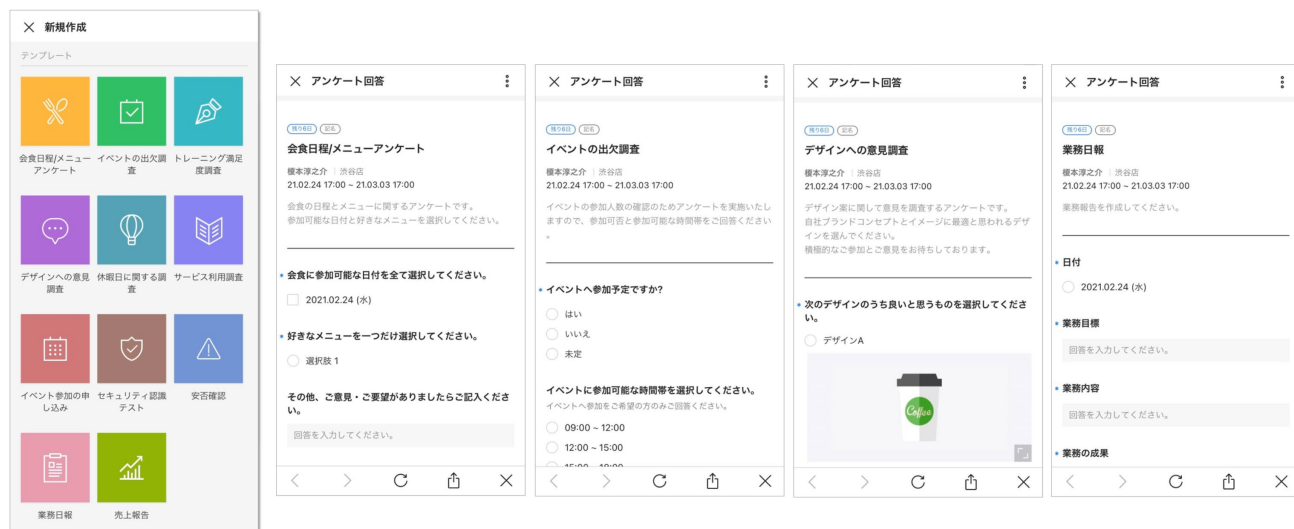 新規作成
テンプレート
会食日程/メニュー
アンケート
イベントの出欠調
査
トレーニング満足
度調査
デザインへの意見
調査
休暇日に関する調
査
サービス利用調査
イベント参加の申
し込み
セキュリティ認識
テスト
安否確認
業務日報
売上報告
アンケート回答
残り6日 記名
会食日程/メニューアンケート
榎本淳之介 | 渋谷店
21.02.24 17:00 ~ 21.03.03 17:00
会食の日程とメニューに関するアンケートです。
参加可能な日付と好きなメニューを選択してください。
会食に参加可能な日付を全て選択してください。
2021.02.24 (水)
好きなメニューを一つだけ選択してください。
選択肢 1
その他、ご意見・ご要望がありましたらご記入くださ
い。
回答を入力してください。
アンケート回答
残り6日 記名
イベントの出欠調査
榎本淳之介 | 渋谷店
21.02.24 17:00 ~ 21.03.03 17:00
イベントの参加人数の確認のためアンケートを実施いたし
ますので、参加可否と参加可能な時間帯をご回答ください
。
イベントへ参加予定ですか?
はい
いいえ
未定
イベントに参加可能な時間帯を選択してください。
イベントへ参加をご希望の方のみご回答ください。
09:00 ~ 12:00
12:00 ~ 15:00
15:00 ~ 18:00
アンケート回答
残り6日 記名
デザインへの意見調査
榎本淳之介 | 渋谷店
21.02.24 17:00 ~ 21.03.03 17:00
デザイン案に関して意見を調査するアンケートです。
自社ブランドコンセプトとイメージに最適と思われるデザ
インを選んでください。
積極的なご参加とご意見をお待ちしております。
次のデザインのうち良いと思うものを選択してくださ
い。
デザインA
Coffee
アンケート回答
残り6日 記名
業務日報
榎本淳之介 | 渋谷店
21.02.24 17:00 ~ 21.03.03 17:00
業務報告を作成してください。
日付
2021.02.24 (水)
業務目標
回答を入力してください。
業務内容
回答を入力してください。
業務の成果